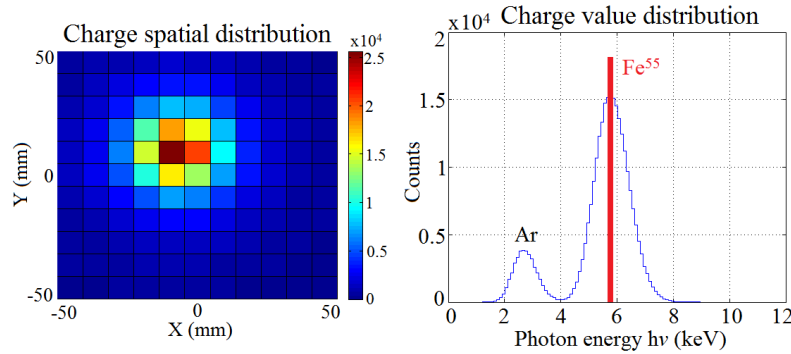 Charge spatial distribution
x10⁴
50
0
-50
Y (mm)
-50
0
50
X (mm)
2.5
2
1.5
1
0.5
0
Charge value distribution
x10⁴
2
1.5
1
0.5
0
Counts
Ar
Fe⁵⁵
0 2 4 6 8 10 12
Photon energy hν (keV)